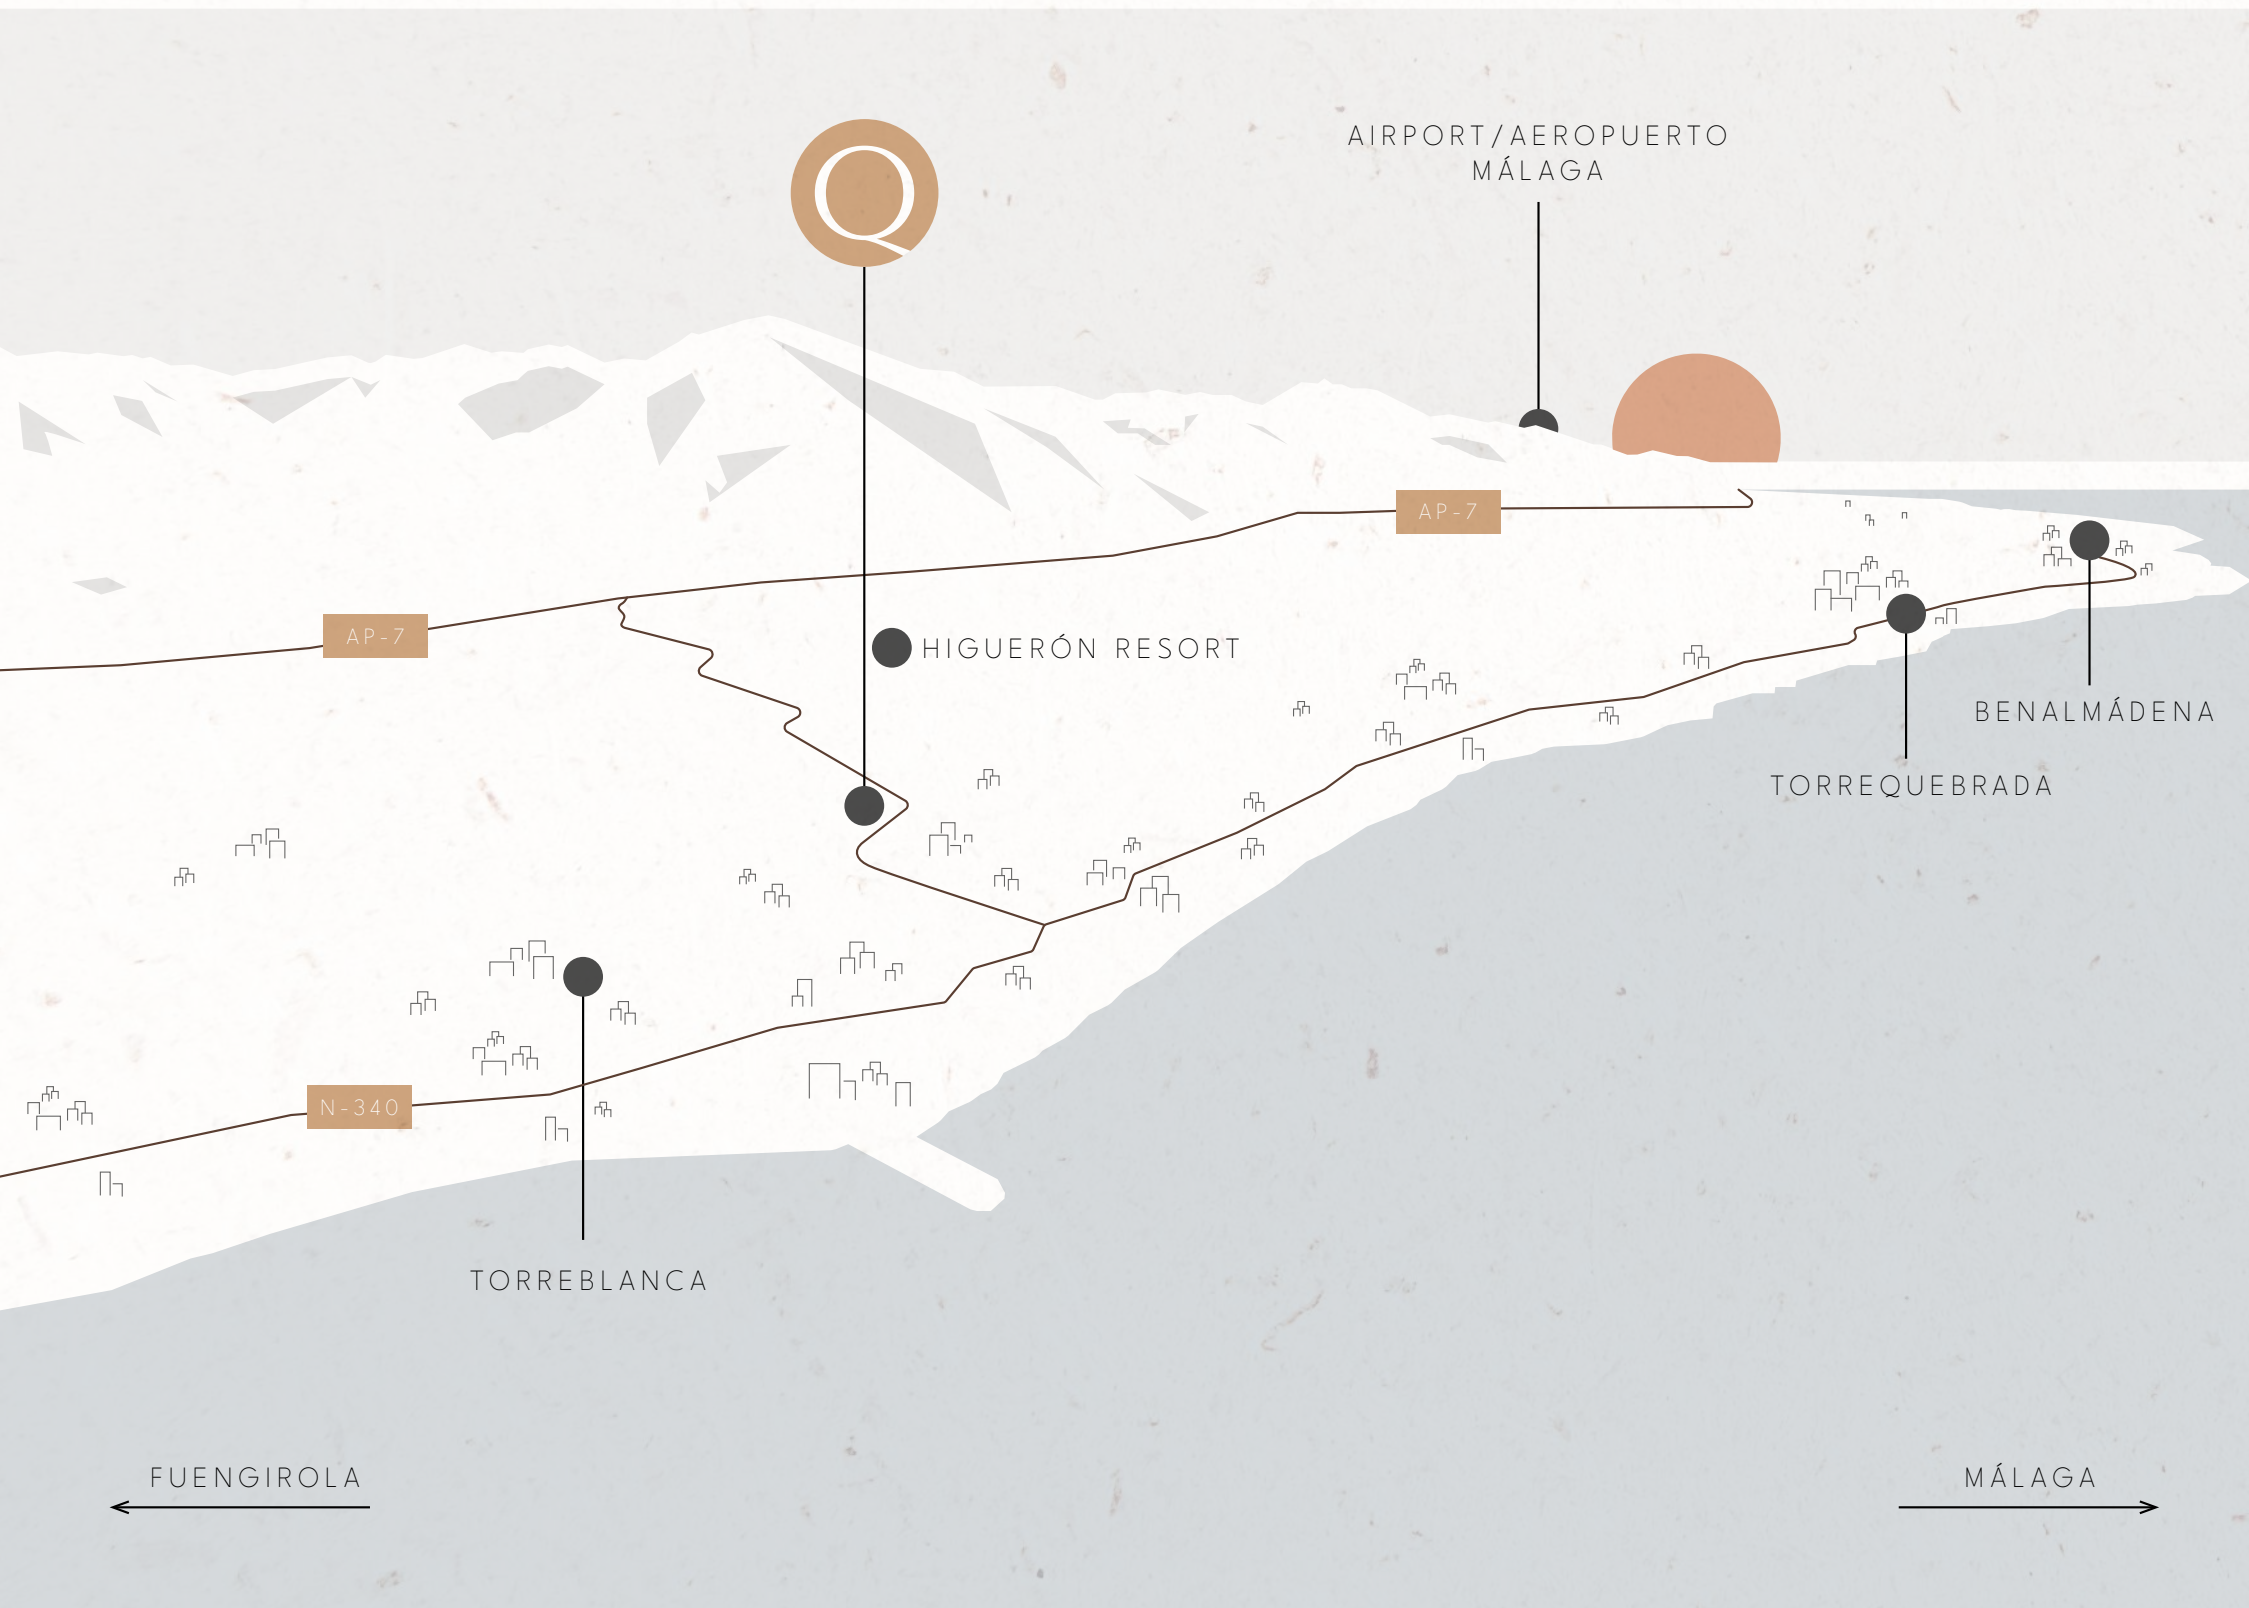 Q
AIRPORT/AEROPUERTO
MÁLAGA
AP-7
AP-7
HIGUERÓN RESORT
BENALMÁDENA
TORREQUEBRADA
N-340
TORREBLANCA
FUENGIROLA
MÁLAGA